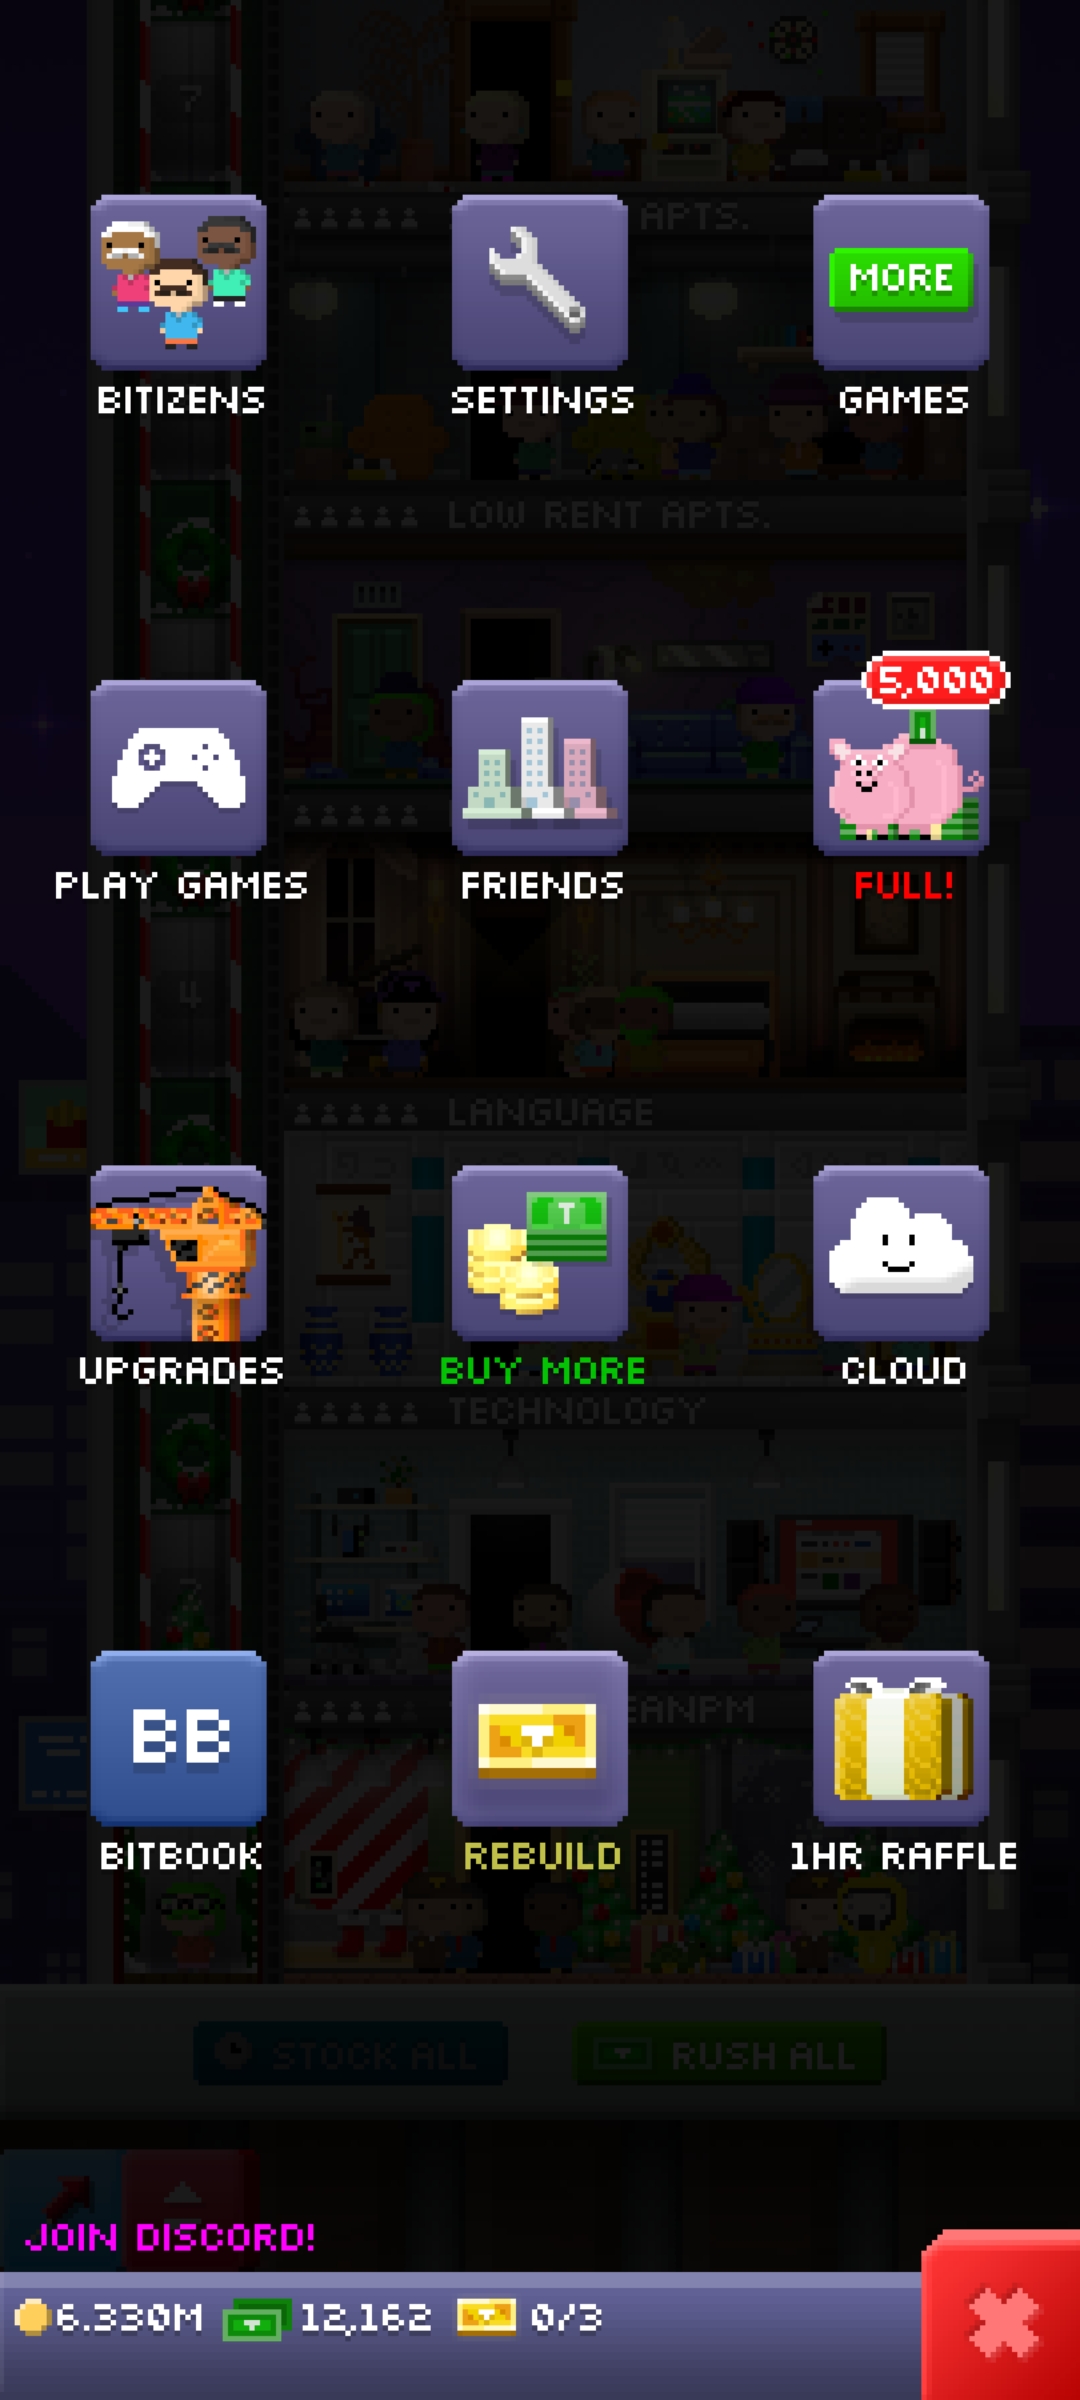 7
APTS.
MORE
BITIZENS
SETTINGS
GAMES
LOW RENT APTS.
5,000
PLAY GAMES
FRIENDS
FULL!
4
LANGUAGE
T
UPGRADES
BUY MORE
CLOUD
TECHNOLOGY
EANPM
BB
BITBOOK
REBUILD
1HR RAFFLE
STOCK ALL
RUSH ALL
JOIN DISCORD!
6.330M 12,162 0/3